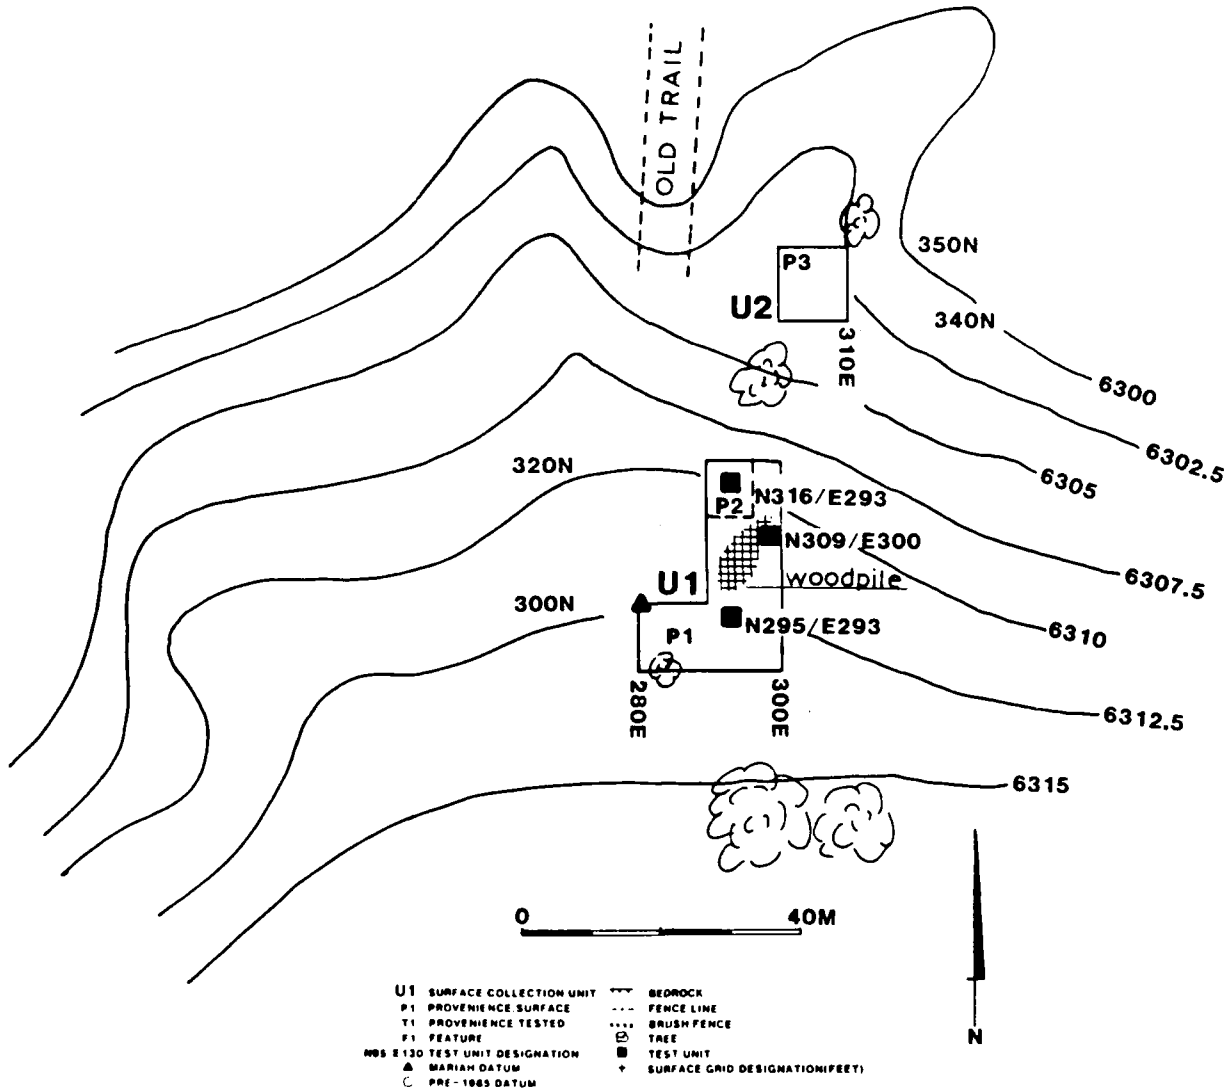 OLD TRAIL
350N
P3
U2
340N
310E
6300
6302.5
320N
6305
N316/E293
P2
N309/E300
U1
woodpile
6307.5
300N
N295/E293
P1
6310
280E
300E
6312.5
6315
0 40M
N
U1 SURFACE COLLECTION UNIT
P1 PROVENIENCE SURFACE
T1 PROVENIENCE TESTED
F1 FEATURE
N95 E130 TEST UNIT DESIGNATION
MARIAH DATUM
PRE-1985 DATUM
BEDROCK
FENCE LINE
BRUSH FENCE
TREE
TEST UNIT
SURFACE GRID DESIGNATION(FEET)